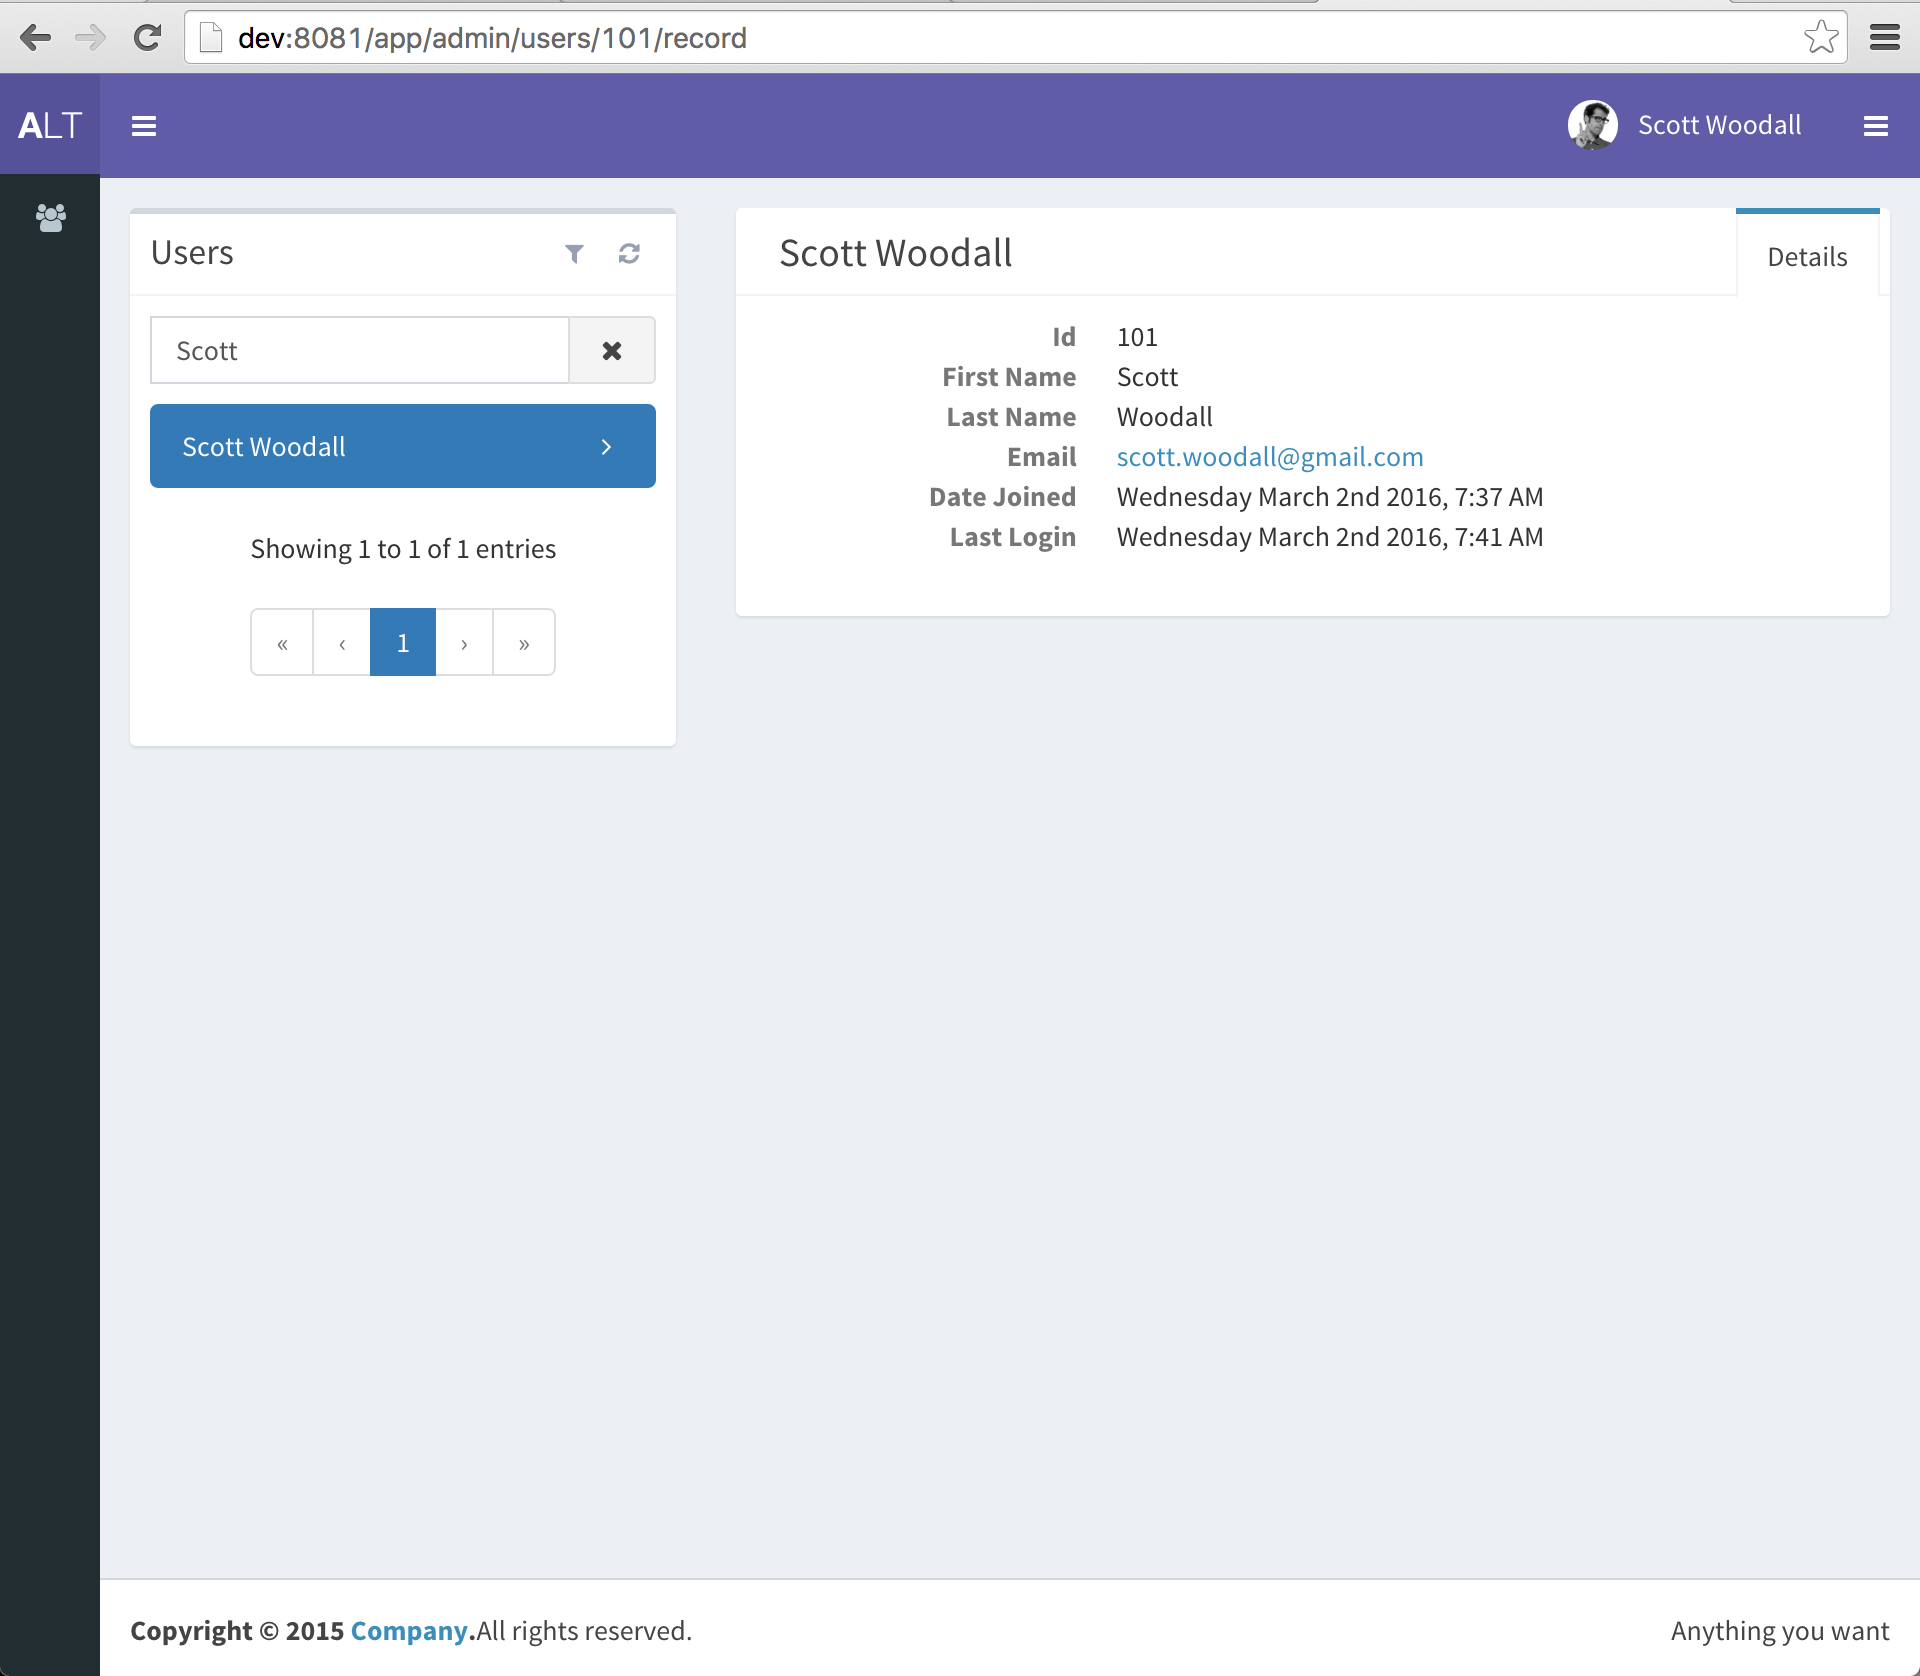 dev:8081/app/admin/users/101/record
ALT
Scott Woodall
Users
Scott
Scott Woodall
Showing 1 to 1 of 1 entries
« ‹ 1 › »
Scott Woodall
Details
Id 101
First Name Scott
Last Name Woodall
Email scott.woodall@gmail.com
Date Joined Wednesday March 2nd 2016, 7:37 AM
Last Login Wednesday March 2nd 2016, 7:41 AM
Copyright © 2015 Company.All rights reserved.
Anything you want